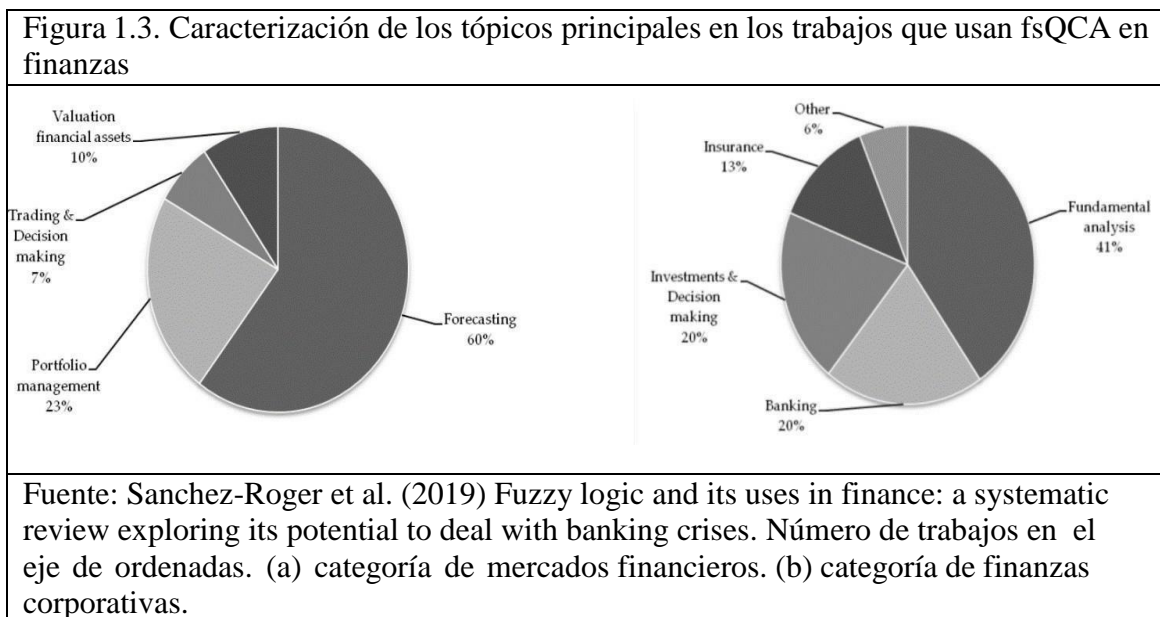 Figura 1.3. Caracterización de los tópicos principales en los trabajos que usan fsQCA en
finanzas
Valuation
financial assets
10%
Trading &
Decision
making
7%
Portfolio
management
23%
Forecasting
60%
Other
6%
Insurance
13%
Investments &
Decision
making
20%
Banking
20%
Fundamental
analysis
41%
Fuente: Sanchez-Roger et al. (2019) Fuzzy logic and its uses in finance: a systematic
review exploring its potential to deal with banking crises. Número de trabajos en el
eje de ordenadas. (a) categoría de mercados financieros. (b) categoría de finanzas
corporativas.